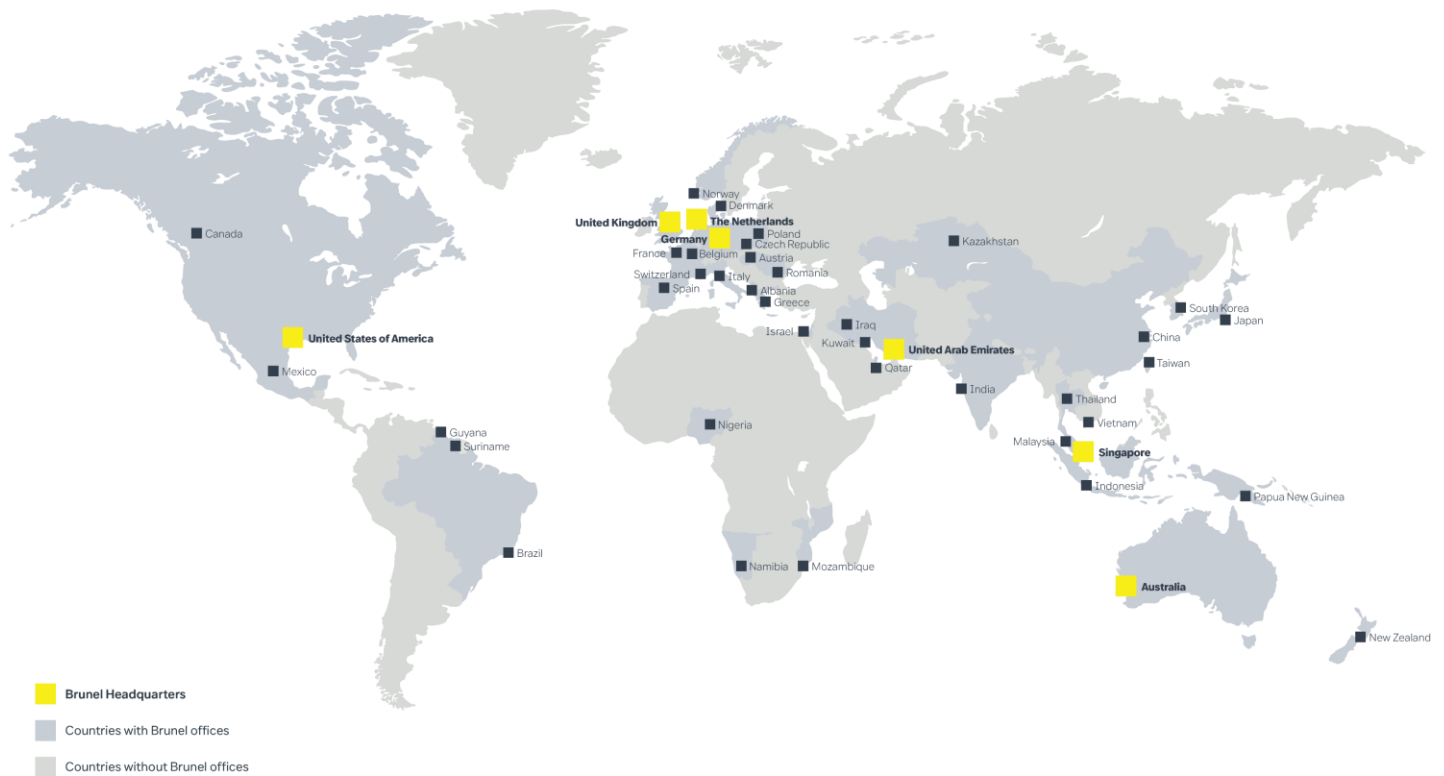 Norway
Denmark
United Kingdom
The Netherlands
Canada
Poland
Germany
Kazakhstan
Czech Republic
France
Belgium
Austria
Switzerland
Italy
Romania
Spain
Albania
Greece
South Korea
Japan
Israel
Iraq
United States of America
China
Kuwait
United Arab Emirates
Taiwan
Qatar
Mexico
India
Thailand
Nigeria
Vietnam
Guyana
Malaysia
Suriname
Singapore
Indonesia
Papua New Guinea
Brazil
Namibia
Mozambique
Australia
New Zealand
Brunel Headquarters
Countries with Brunel offices
Countries without Brunel offices